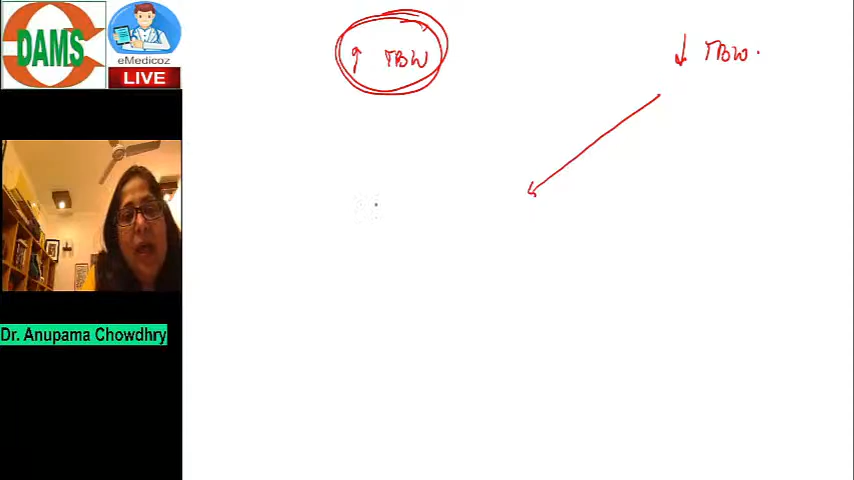 DAMS
eMedicoz
LIVE
↑ TBW
↓ TBW.
Dr. Anupama Chowdhry